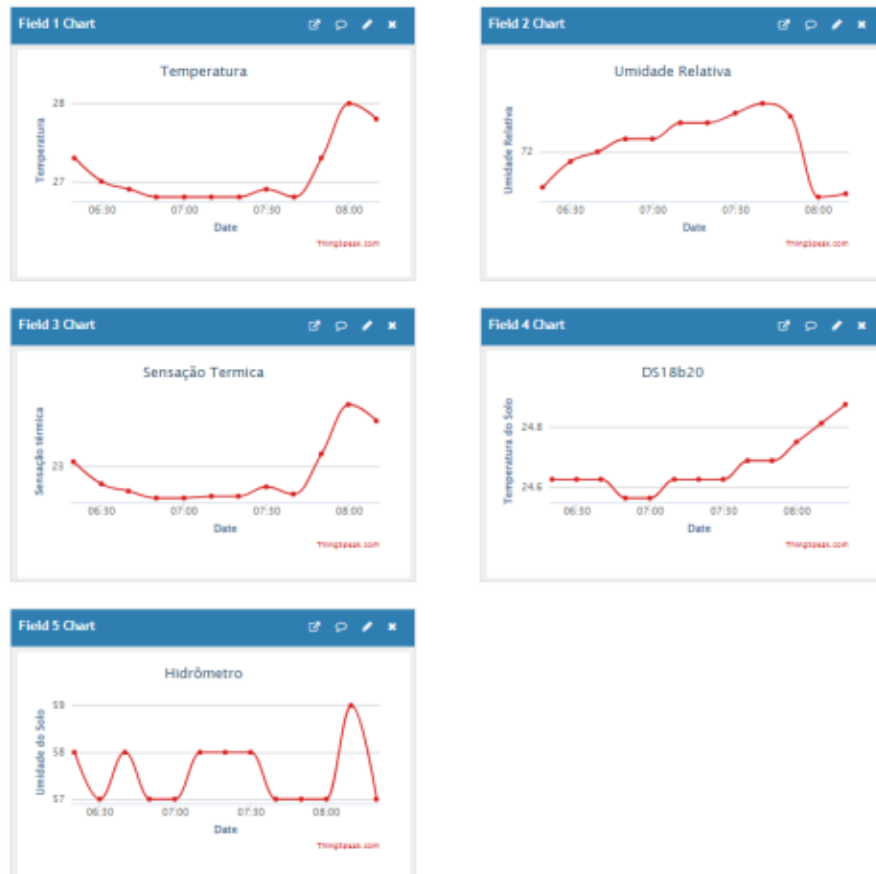 Field 1 Chart
Temperatura
Temperatura
28
27
06:30 07:00 07:30 08:00
Date
ThingSpeak.com
Field 2 Chart
Umidade Relativa
Umidade Relativa
72
06:30 07:00 07:30 08:00
Date
ThingSpeak.com
Field 3 Chart
Sensação Termica
Sensação térmica
28
06:30 07:00 07:30 08:00
Date
ThingSpeak.com
Field 4 Chart
DS18b20
Temperatura do Solo
24.8
24.6
06:30 07:00 07:30 08:00
Date
ThingSpeak.com
Field 5 Chart
Hidrômetro
Umidade do Solo
59
58
57
06:30 07:00 07:30 08:00
Date
ThingSpeak.com